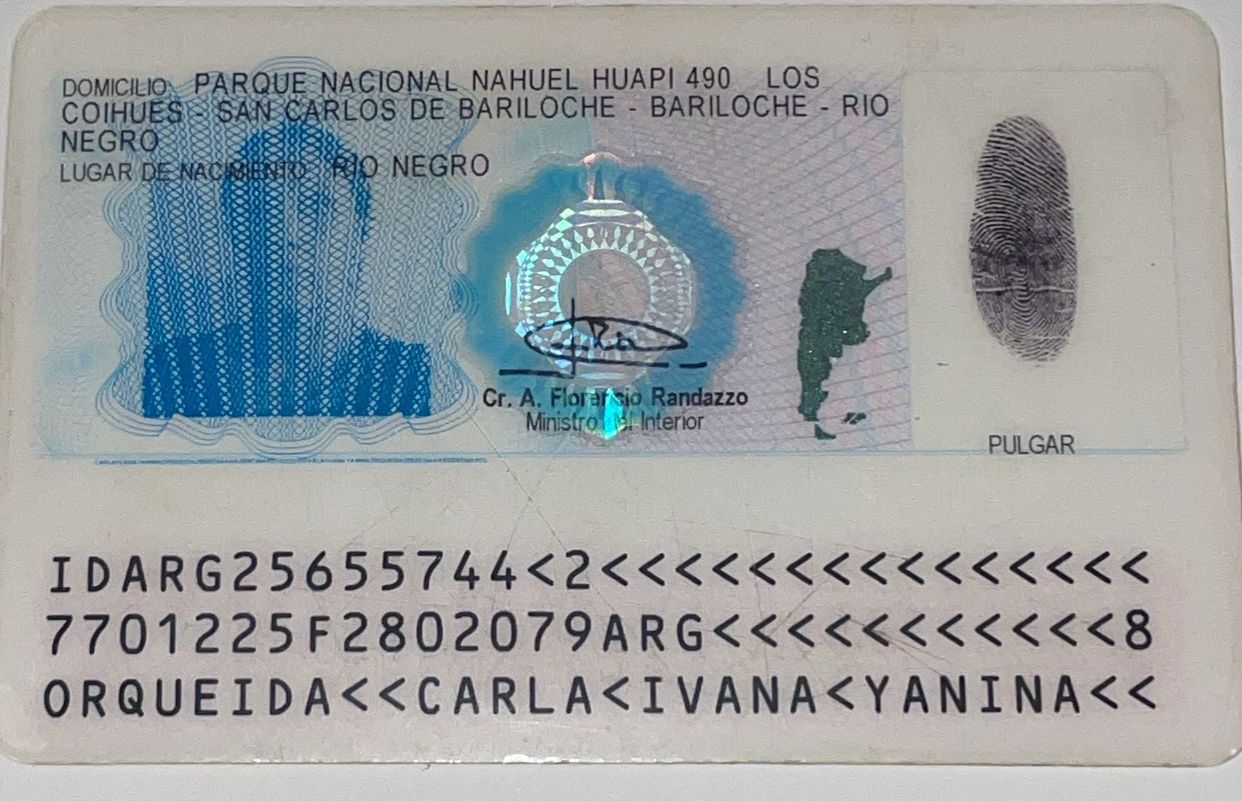 DOMICILIO: PARQUE NACIONAL NAHUEL HUAPI 490 LOS
COIHUES - SAN CARLOS DE BARILOCHE - BARILOCHE - RIO
NEGRO
LUGAR DE NACIMIENTO: RIO NEGRO
Cr. A. Florencio Randazzo
Ministro del Interior
PULGAR
IDARG25655744<2<<<<<<<<<<<<<<<
7701225F2802079ARG<<<<<<<<<<<8
ORQUEIDA<<CARLA<IVANA<YANINA<<